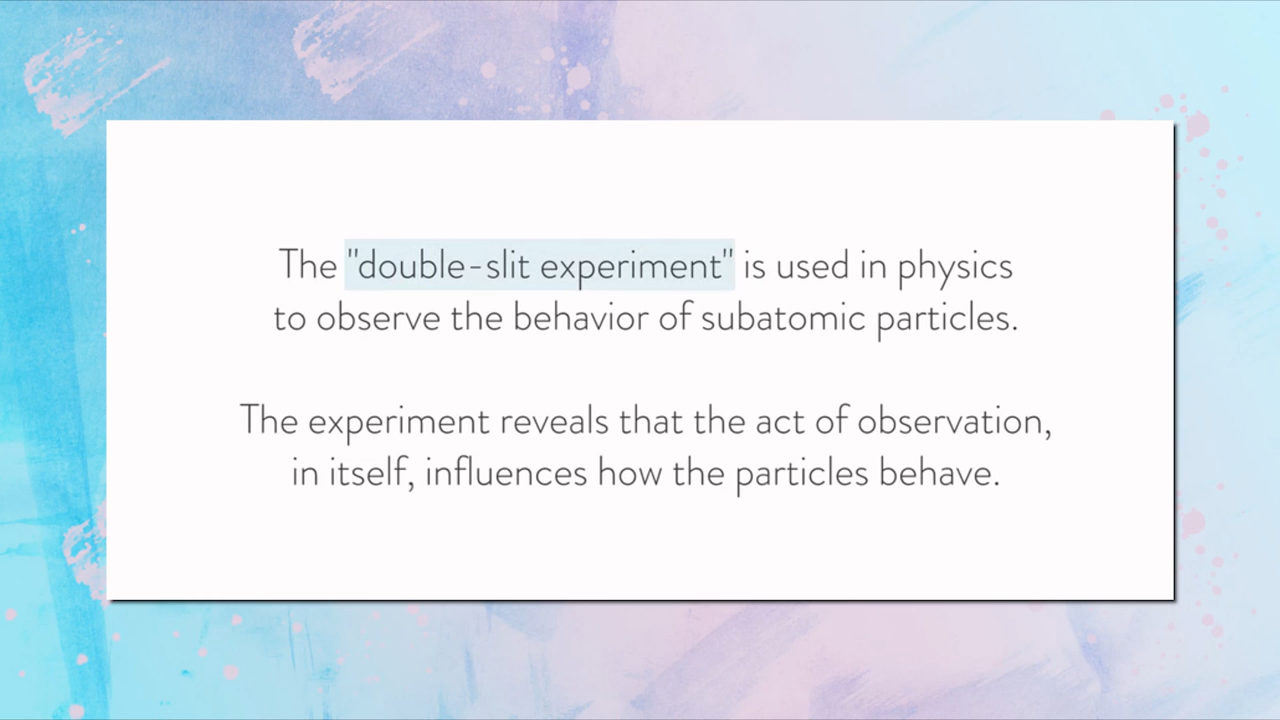 The "double-slit experiment" is used in physics
to observe the behavior of subatomic particles.
The experiment reveals that the act of observation,
in itself, influences how the particles behave.